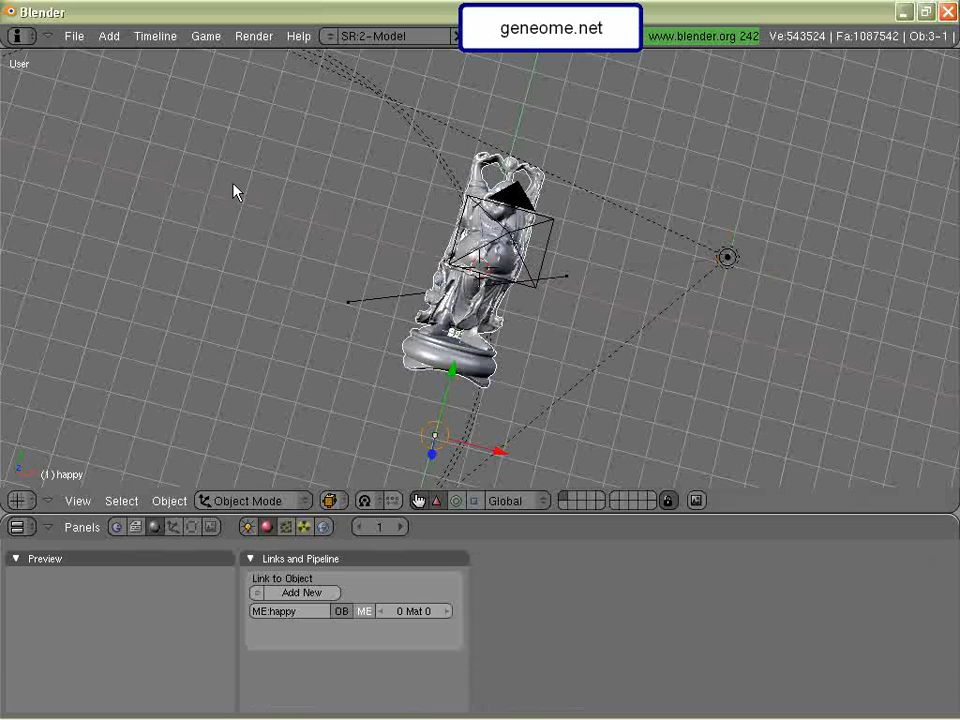 Blender
geneome.net
File Add Timeline Game Render Help SR:2-Model www.blender.org 242 Ve:543524 | Fa:1087542 | Ob:3-1 |
User
z
(1) happy
View Select Object Object Mode Global
Panels 1
Preview Links and Pipeline
Link to Object
Add New
ME:happy OB ME 0 Mat 0